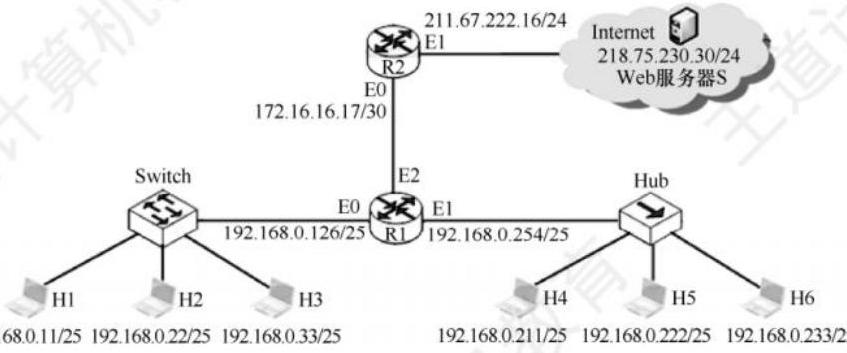 211.67.222.16/24
Internet
E1
218.75.230.30/24
R2
Web服务器S
E0
172.16.16.17/30
Switch
E2
Hub
E0
E1
192.168.0.126/25
R1
192.168.0.254/25
H1
H2
H3
H4
H5
H6
68.0.11/25
192.168.0.22/25
192.168.0.33/25
192.168.0.211/25
192.168.0.222/25
192.168.0.233/2